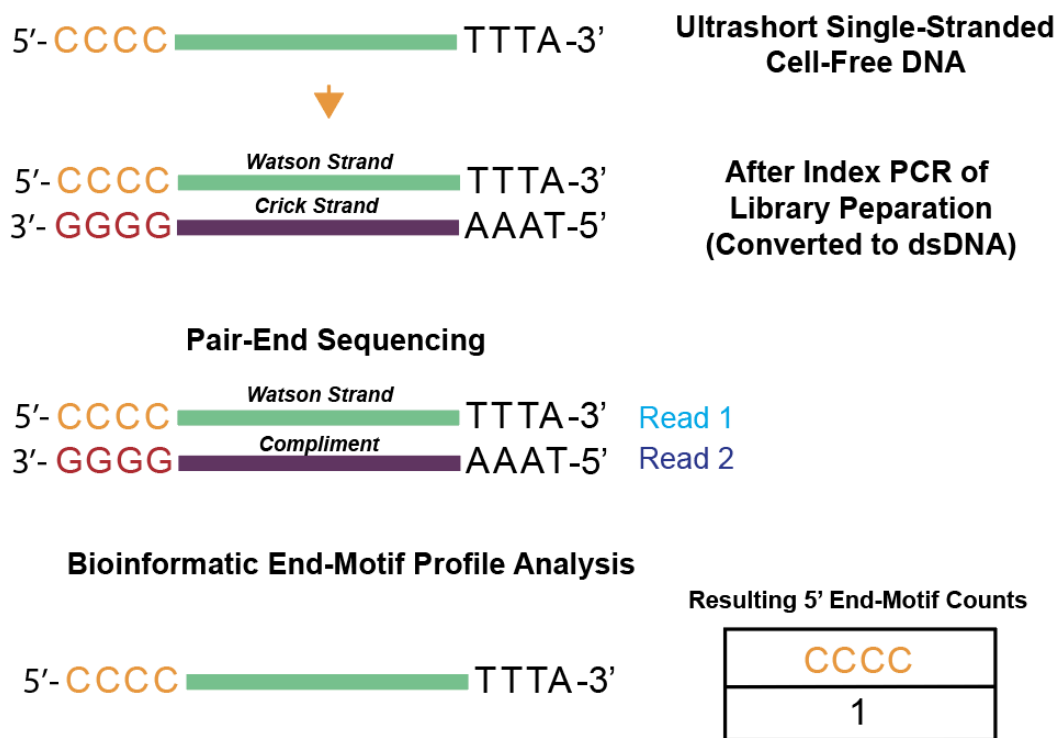 5’- CCCC TTTA-3’
Ultrashort Single-Stranded
Cell-Free DNA
Watson Strand
5’- CCCC TTTA-3’
Crick Strand
3’- GGGG AAAT-5’
After Index PCR of
Library Peparation
(Converted to dsDNA)
Pair-End Sequencing
Watson Strand
5’- CCCC TTTA-3’ Read 1
Compliment
3’- GGGG AAAT-5’ Read 2
Bioinformatic End-Motif Profile Analysis
Resulting 5’ End-Motif Counts
5’- CCCC TTTA-3’
CCCC
1